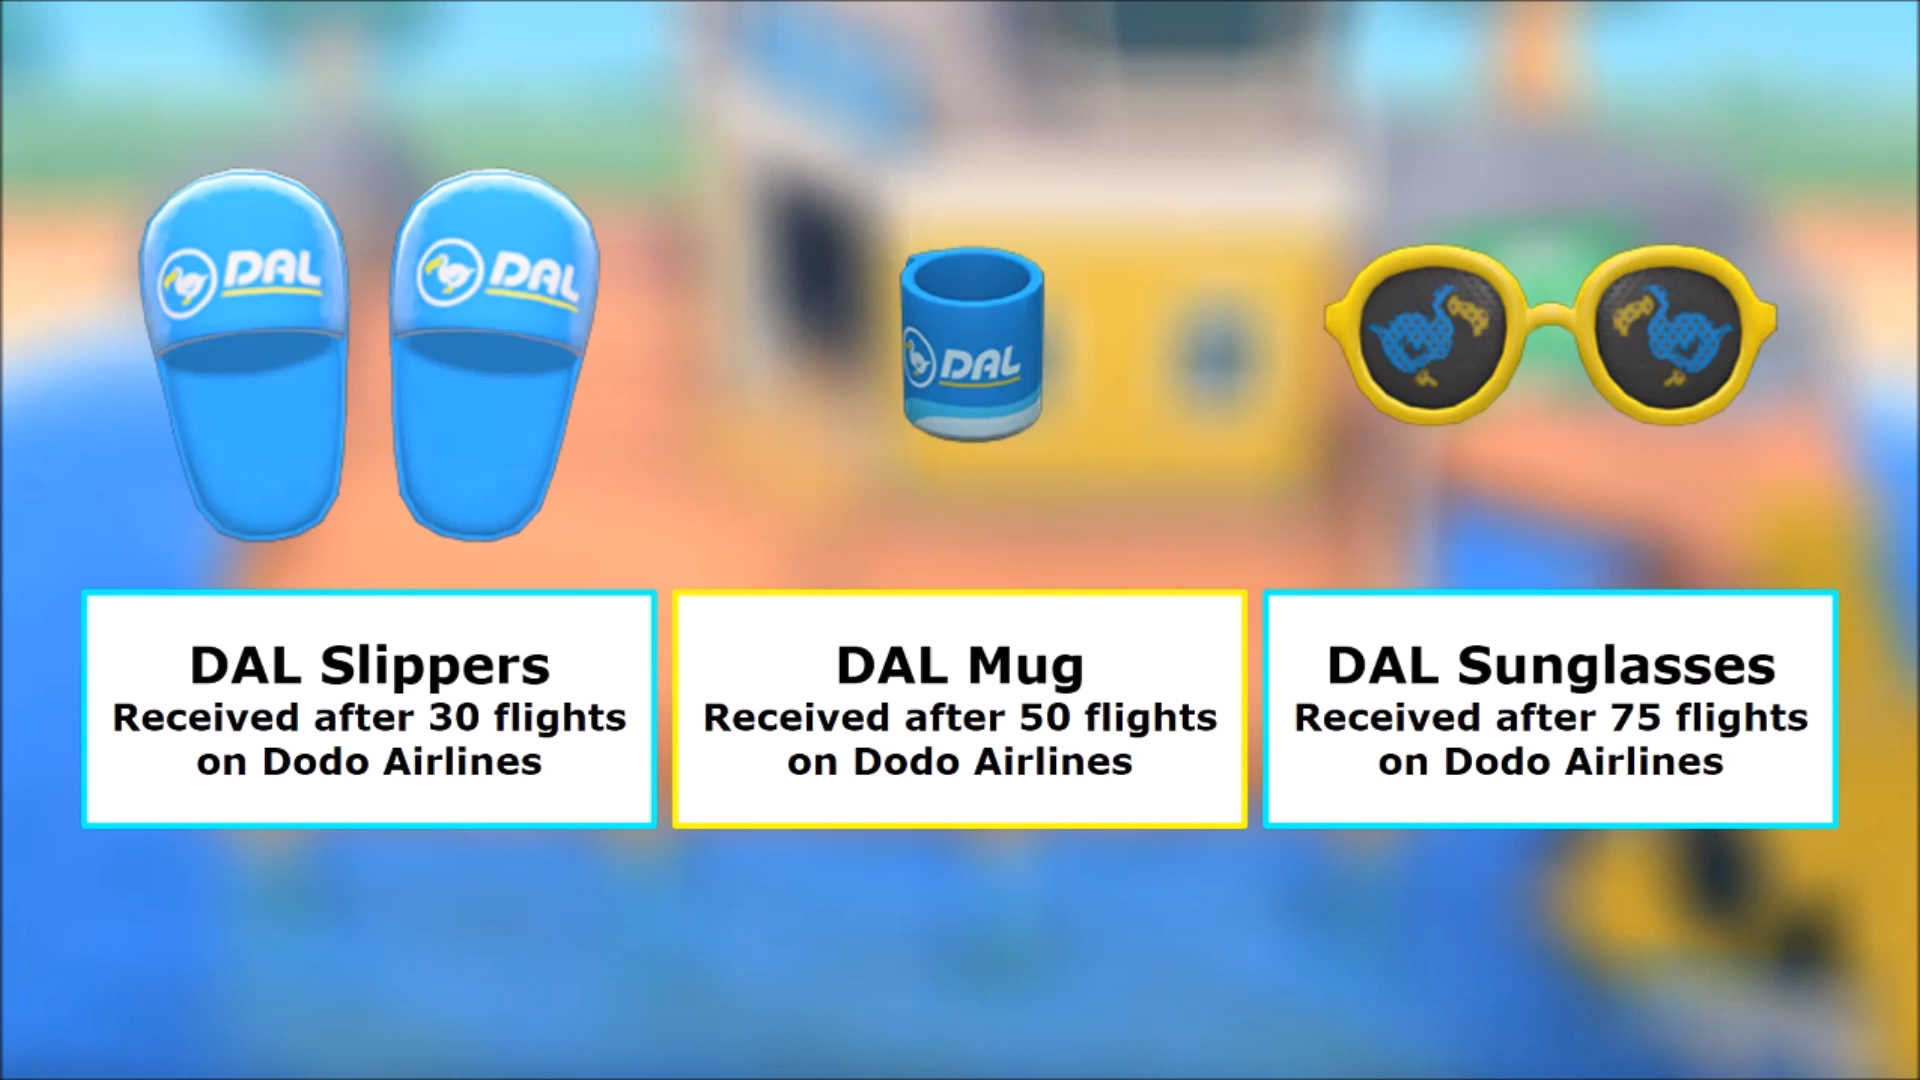 DAL
DAL
DAL
DAL Slippers
Received after 30 flights
on Dodo Airlines
DAL Mug
Received after 50 flights
on Dodo Airlines
DAL Sunglasses
Received after 75 flights
on Dodo Airlines